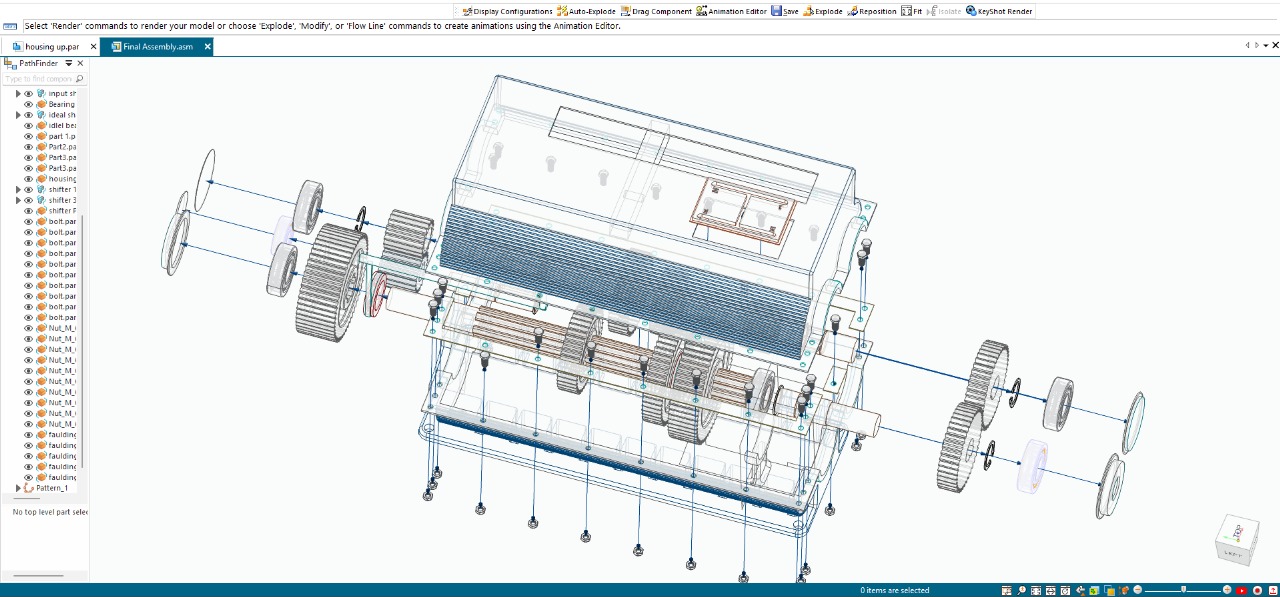 Display Configurations Auto-Explode Drag Component Animation Editor Save Explode Reposition Fit Isolate KeyShot Render
Select 'Render' commands to render your model or choose 'Explode', 'Modify', or 'Flow Line' commands to create animations using the Animation Editor.
housing up.par Final Assembly.asm
PathFinder
Type to find compon
input sh
Bearing
ideal sh
idlel be
part 1.p
Part2.pa
Part3.pa
Part3.pa
housing
shifter 1
shifter 3
shifter F
bolt.par
bolt.par
bolt.par
bolt.par
bolt.par
bolt.par
bolt.par
bolt.par
bolt.par
bolt.par
Nut_M_
Nut_M_
Nut_M_
Nut_M_
Nut_M_
Nut_M_
Nut_M_
Nut_M_
Nut_M_
Nut_M_
faulding
faulding
faulding
faulding
faulding
Pattern_1
No top level part selec
TOP
LEFT
0 items are selected